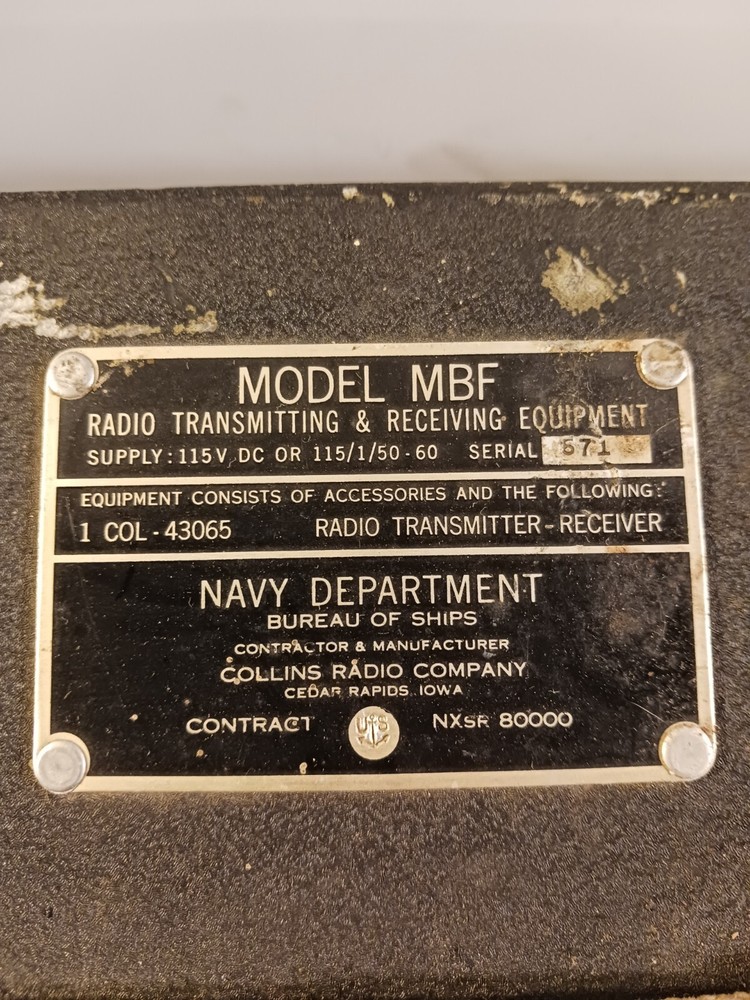 MODEL MBF
RADIO TRANSMITTING & RECEIVING EQUIPMENT
SUPPLY: 115V DC OR 115/1/50-60 SERIAL 571
EQUIPMENT CONSISTS OF ACCESSORIES AND THE FOLLOWING:
1 COL-43065 RADIO TRANSMITTER-RECEIVER
NAVY DEPARTMENT
BUREAU OF SHIPS
CONTRACTOR & MANUFACTURER
COLLINS RADIO COMPANY
CEDAR RAPIDS, IOWA
CONTRACT US NXSR 80000